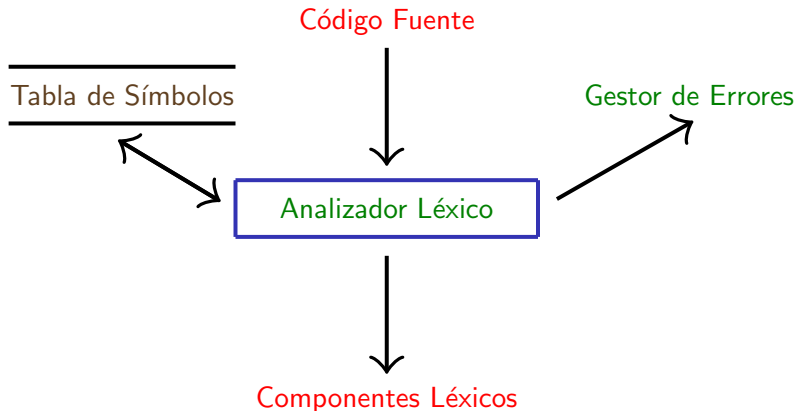 Código Fuente
Tabla de Símbolos
Gestor de Errores
Analizador Léxico
Componentes Léxicos